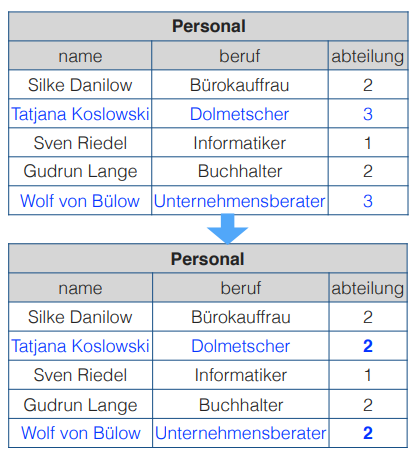 Personal
name beruf abteilung
Silke Danilow Bürokauffrau 2
Tatjana Koslowski Dolmetscher 3
Sven Riedel Informatiker 1
Gudrun Lange Buchhalter 2
Wolf von Bülow Unternehmensberater 3
Personal
name beruf abteilung
Silke Danilow Bürokauffrau 2
Tatjana Koslowski Dolmetscher 2
Sven Riedel Informatiker 1
Gudrun Lange Buchhalter 2
Wolf von Bülow Unternehmensberater 2